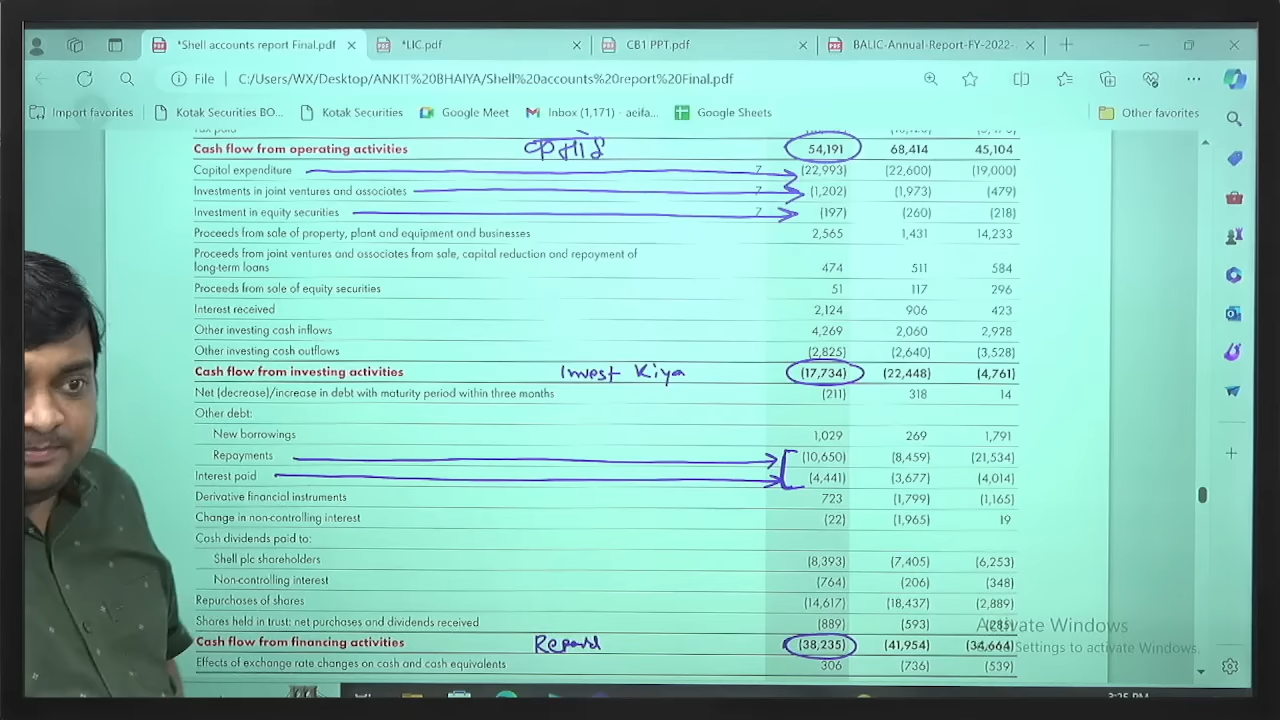 *Shell accounts report Final.pdf
*LIC.pdf
CB1 PPT.pdf
BALIC-Annual-Report-FY-2022-
File C:/Users/WX/Desktop/ANKIT%20BHAIYA/Shell%20accounts%20report%20Final.pdf
Import favorites
Kotak Securities BO...
Kotak Securities
Google Meet
Inbox (1,171) - aeifa...
Google Sheets
Other favorites
Cash flow from operating activities 54,191 68,414 45,104
Capital expenditure 7 (22,993) (22,600) (19,000)
Investments in joint ventures and associates 7 (1,202) (1,973) (479)
Investment in equity securities 7 (197) (260) (218)
Proceeds from sale of property, plant and equipment and businesses 2,565 1,431 14,233
Proceeds from joint ventures and associates from sale, capital reduction and repayment of
long-term loans 474 511 584
Proceeds from sale of equity securities 51 117 296
Interest received 2,124 906 423
Other investing cash inflows 4,269 2,060 2,928
Other investing cash outflows (2,825) (2,640) (3,528)
Cash flow from investing activities Invest Kiya (17,734) (22,448) (4,761)
Net (decrease)/increase in debt with maturity period within three months (211) 318 14
Other debt:
New borrowings 1,029 269 1,791
Repayments (10,650) (8,459) (21,534)
Interest paid (4,441) (3,677) (4,014)
Derivative financial instruments 723 (1,799) (1,165)
Change in non-controlling interest (22) (1,965) 19
Cash dividends paid to:
Shell plc shareholders (8,393) (7,405) (6,253)
Non-controlling interest (764) (206) (348)
Repurchases of shares (14,617) (18,437) (2,889)
Shares held in trust: net purchases and dividends received (889) (593) (285)
Activate Windows
Cash flow from financing activities (38,235) (41,954) (34,664)
Settings to activate Windows.
Effects of exchange rate changes on cash and cash equivalents 306 (736) (539)
3:25 PM